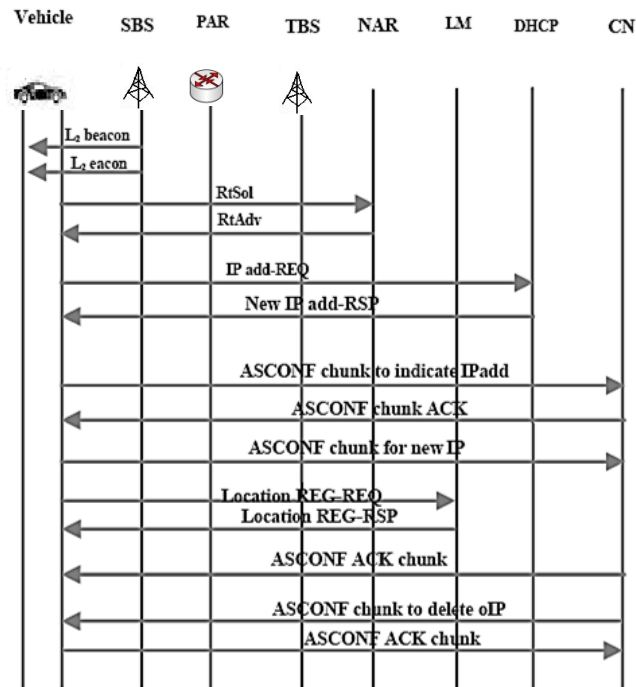 Vehicle
SBS
PAR
TBS
NAR
LM
DHCP
CN
L₂ beacon
L₂ eacon
RtSol
RtAdv
IP add-REQ
New IP add-RSP
ASCONF chunk to indicate IPadd
ASCONF chunk ACK
ASCONF chunk for new IP
Location REG-REQ
Location REG-RSP
ASCONF ACK chunk
ASCONF chunk to delete oIP
ASCONF ACK chunk